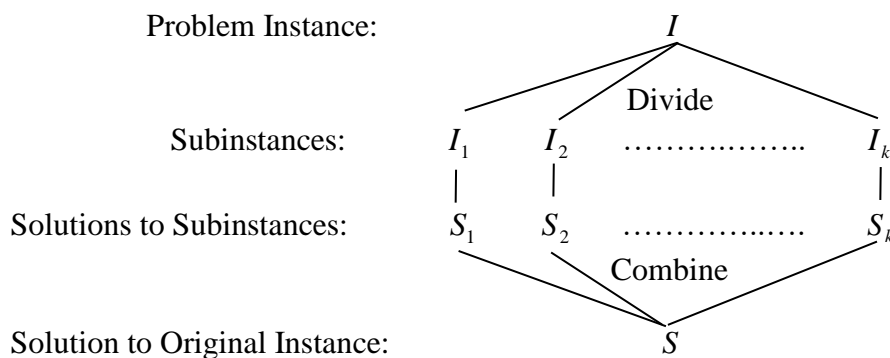 Problem Instance: I
Divide
Subinstances: I₁ I₂ ……….…….. Iₖ
Solutions to Subinstances: S₁ S₂ …………..…. Sₖ
Combine
Solution to Original Instance: S